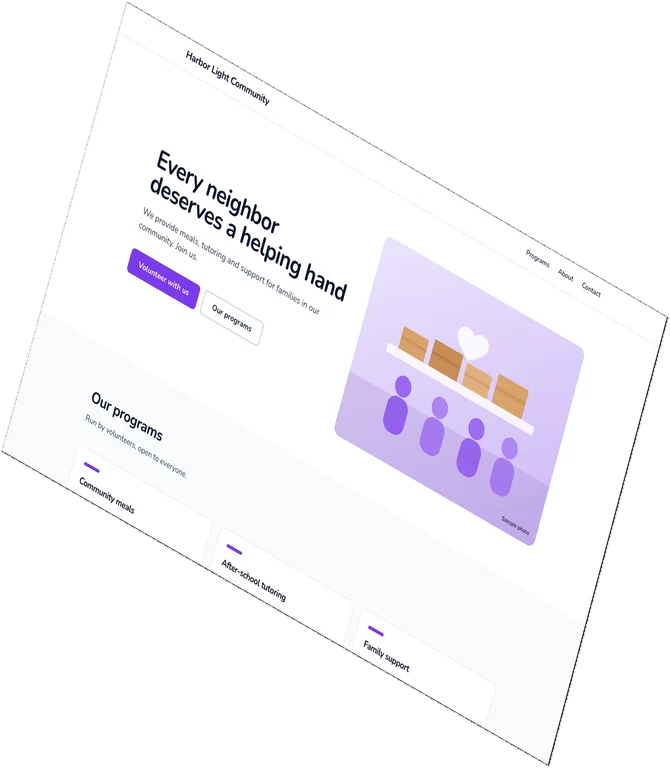 Harbor Light Community
Programs About Contact
Every neighbor
deserves a helping hand
We provide meals, tutoring and support for families in our
community. Join us.
Volunteer with us
Our programs
Sample photo
Our programs
Run by volunteers, open to everyone.
Community meals
After-school tutoring
Family support